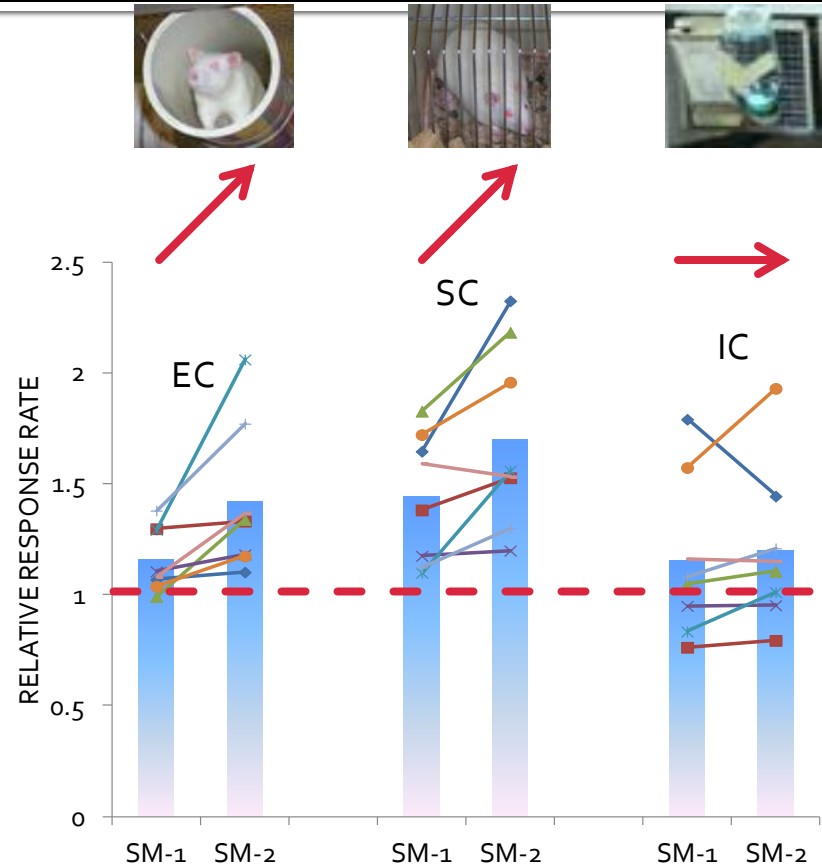 2.5
SC
IC
EC
2
1.5
1
0.5
0
RELATIVE RESPONSE RATE
SM-1 SM-2 SM-1 SM-2 SM-1 SM-2